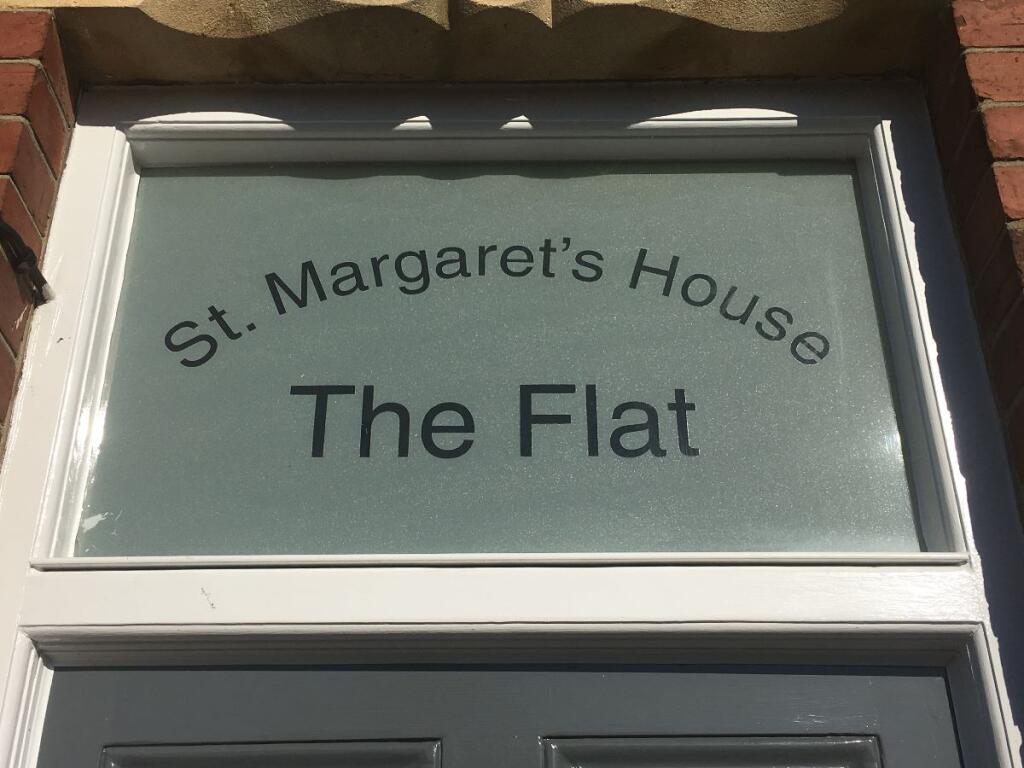 St. Margaret’s House
The Flat